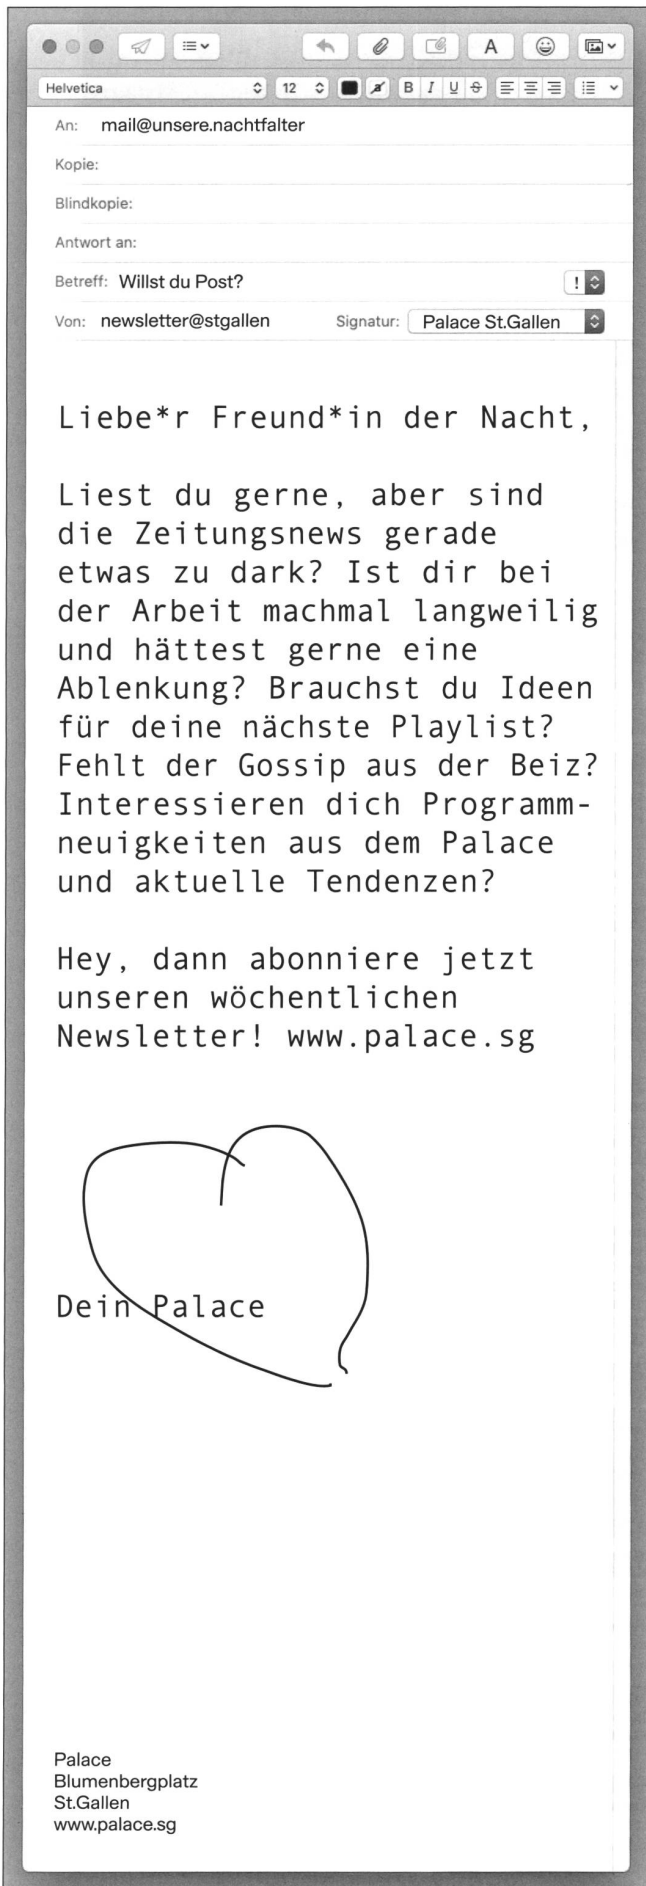 Helvetica
12
A
a
B I U S
An: mail@unsere.nachtfalter
Kopie:
Blindkopie:
Antwort an:
Betreff: Willst du Post? !
Von: newsletter@stgallen Signatur: Palace St.Gallen
Liebe*r Freund*in der Nacht,
Liest du gerne, aber sind
die Zeitungsnews gerade
etwas zu dark? Ist dir bei
der Arbeit machmal langweilig
und hättest gerne eine
Ablenkung? Brauchst du Ideen
für deine nächste Playlist?
Fehlt der Gossip aus der Beiz?
Interessieren dich Programm-
neuigkeiten aus dem Palace
und aktuelle Tendenzen?
Hey, dann abonniere jetzt
unseren wöchentlichen
Newsletter! www.palace.sg
Dein Palace
Palace
Blumenbergplatz
St.Gallen
www.palace.sg